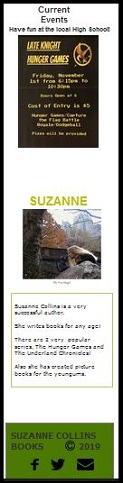 Current
Events
Have fun at the local High School!
LATE KNIGHT
HUNGER GAMES
Friday, November
1st from 6:15pm to
10:30pm
Doors Open at 6
Cost of Entry is $5
Hunger Games/Capture
the Flag Battle
Royale-Dodgeball
Pizza will be provided
SUZANNE
Suzanne Collins is a very
successful author.
She writes books for any age!
There are 2 very popular
series, The Hunger Games and
The Underland Chronicles!
Also she has created picture
books for the youngums.
SUZANNE COLLINS
BOOKS © 2019